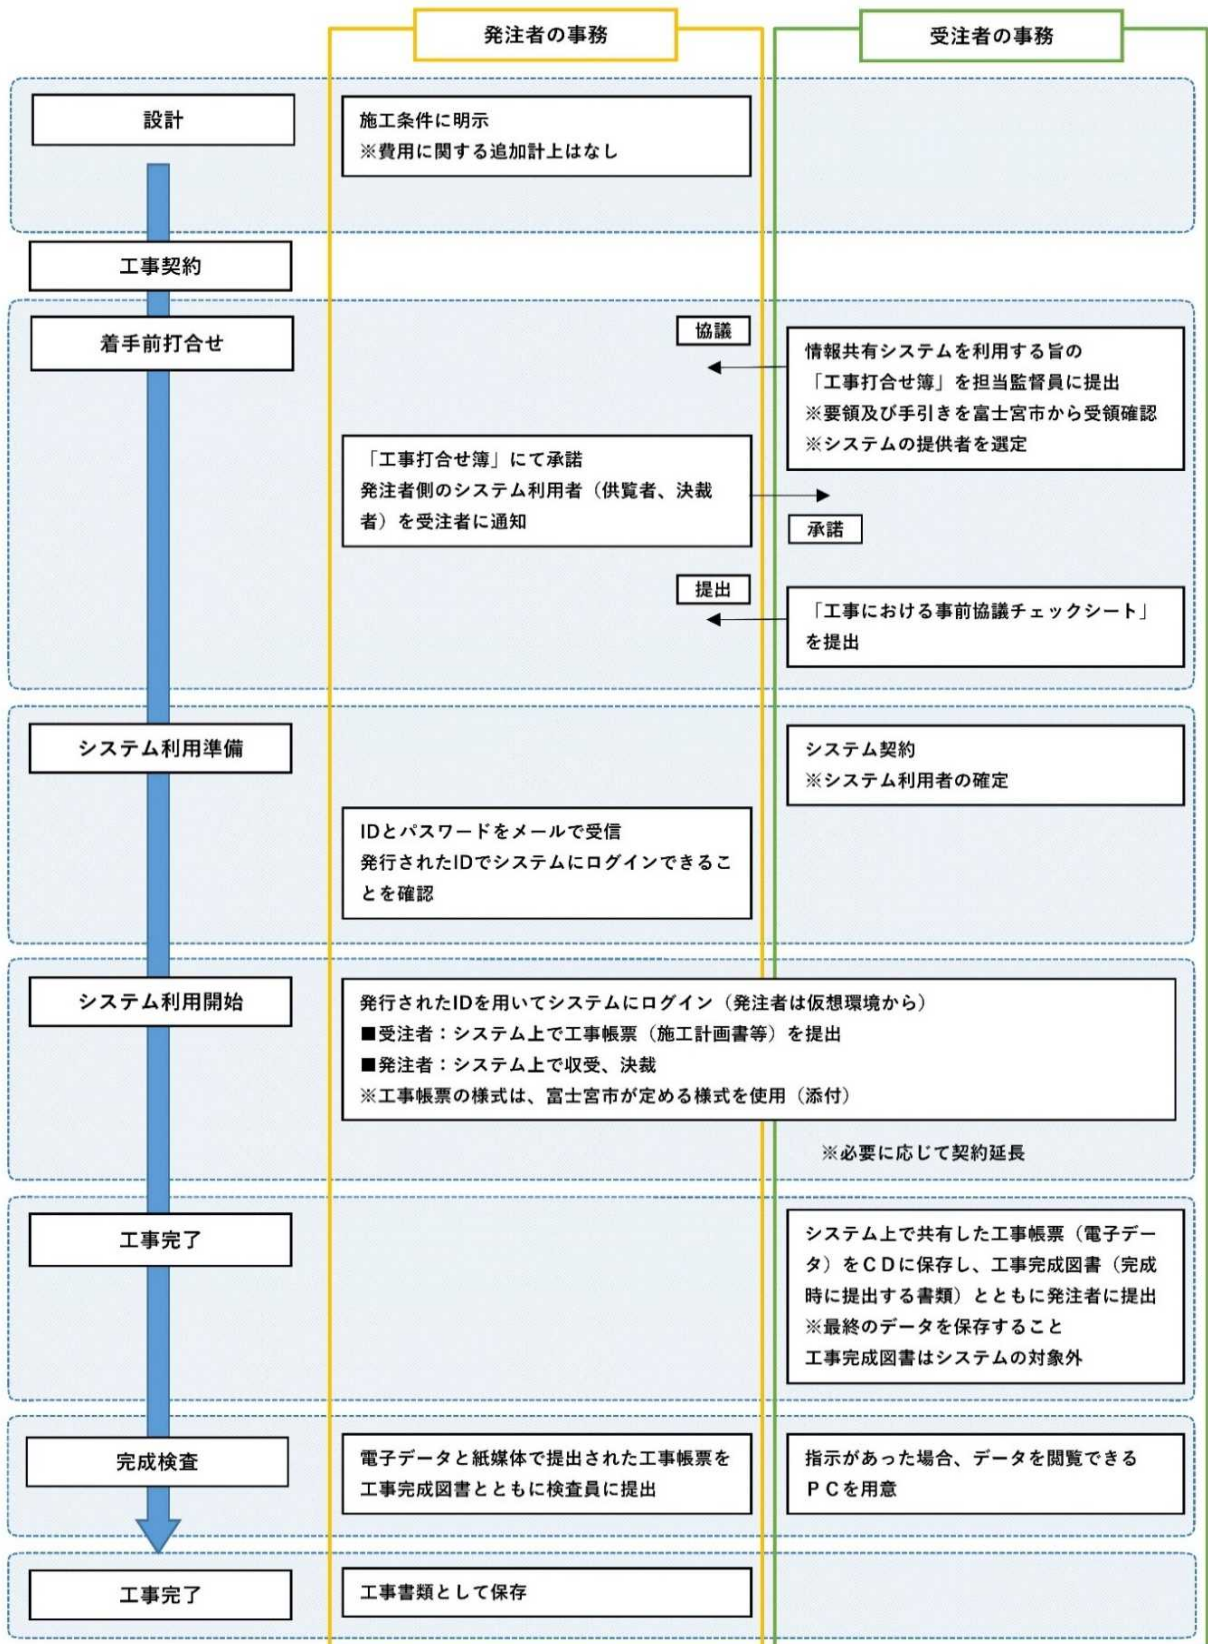 発注者の事務
受注者の事務
設計
施工条件に明示
※費用に関する追加計上はなし
工事契約
着手前打合せ
協議
情報共有システムを利用する旨の
「工事打合せ簿」を担当監督員に提出
※要領及び手引きを富士宮市から受領確認
※システムの提供者を選定
「工事打合せ簿」にて承諾
発注者側のシステム利用者（供覧者、決裁
者）を受注者に通知
承諾
提出
「工事における事前協議チェックシート」
を提出
システム利用準備
システム契約
※システム利用者の確定
IDとパスワードをメールで受信
発行されたIDでシステムにログインできるこ
とを確認
システム利用開始
発行されたIDを用いてシステムにログイン（発注者は仮想環境から）
■受注者：システム上で工事帳票（施工計画書等）を提出
■発注者：システム上で収受、決裁
※工事帳票の様式は、富士宮市が定める様式を使用（添付）
※必要に応じて契約延長
工事完了
システム上で共有した工事帳票（電子デー
タ）をＣＤに保存し、工事完成図書（完成
時に提出する書類）とともに発注者に提出
※最終のデータを保存すること
工事完成図書はシステムの対象外
完成検査
電子データと紙媒体で提出された工事帳票を
工事完成図書とともに検査員に提出
指示があった場合、データを閲覧できる
ＰＣを用意
工事完了
工事書類として保存